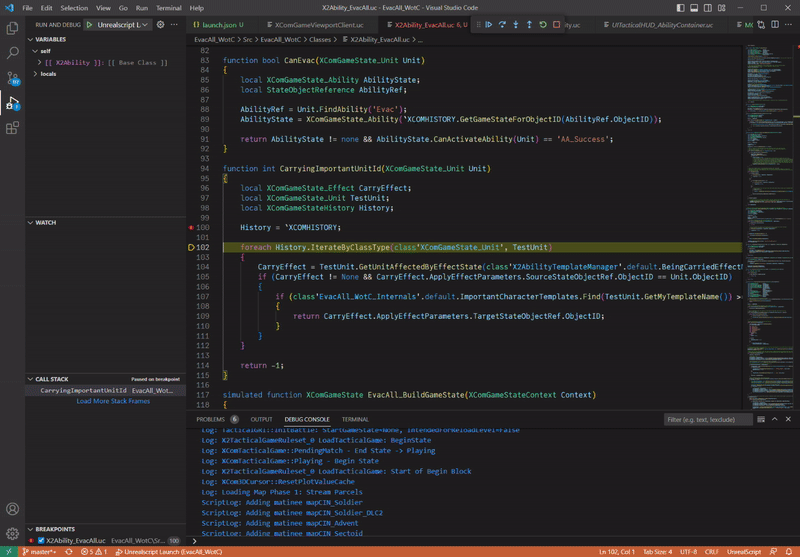 File Edit Selection View Go Run Terminal Help
X2Ability_EvacAll.uc - EvacAll_WotC - Visual Studio Code
RUN AND DEBUG Unrealscript L
launch.json U
XComGameViewportClient.uc
X2Ability_EvacAll.uc 6, U
ty.uc
UITacticalHUD_AbilityContainer.uc
EvacAll_WotC > Src > EvacAll_WotC > Classes > X2Ability_EvacAll.uc > ...
VARIABLES
self
[[ X2Ability ]]: [[ Base Class ]]
locals
WATCH
CALL STACK Paused on breakpoint
CarryingImportantUnitId EvacAll_Wo...
Load More Stack Frames
BREAKPOINTS
X2Ability_EvacAll.uc EvacAll_WotC\Src... 100
82
83 function bool CanEvac(XComGameState_Unit Unit)
84 {
85 local XComGameState_Ability AbilityState;
86 local StateObjectReference AbilityRef;
87
88 AbilityRef = Unit.FindAbility('Evac');
89 AbilityState = XComGameState_Ability(`XCOMHISTORY.GetGameStateForObjectID(AbilityRef.ObjectID));
90
91 return AbilityState != none && AbilityState.CanActivateAbility(Unit) == 'AA_Success';
92 }
93
94 function int CarryingImportantUnitId(XComGameState_Unit Unit)
95 {
96 local XComGameState_Effect CarryEffect;
97 local XComGameState_Unit TestUnit;
98 local XComGameStateHistory History;
99
100 History = `XCOMHISTORY;
101
102 foreach History.IterateByClassType(class'XComGameState_Unit', TestUnit)
103 {
104 CarryEffect = TestUnit.GetUnitAffectedByEffectState(class'X2AbilityTemplateManager'.default.BeingCarriedEffect
105 if (CarryEffect != None && CarryEffect.ApplyEffectParameters.SourceStateObjectRef.ObjectID == Unit.ObjectID)
106 {
107 if (class'EvacAll_WotC_Internals'.default.ImportantCharacterTemplates.Find(TestUnit.GetMyTemplateName()) >
108 {
109 return CarryEffect.ApplyEffectParameters.TargetStateObjectRef.ObjectID;
110 }
111 }
112 }
113
114 return -1;
115 }
116
117 simulated function XComGameState EvacAll_BuildGameState(XComGameStateContext Context)
118 {
PROBLEMS 6 OUTPUT DEBUG CONSOLE TERMINAL
Filter (e.g. text, !exclude)
Log: TacticalAI::InitBattle: StartGameState=None, IntendedForReloadLevel=False
Log: X2TacticalGameRuleset_0 LoadTacticalGame: BeginState
Log: XComTacticalGame::PendingMatch - End State -> Playing
Log: XComTacticalGame::Playing - Begin State
Log: X2TacticalGameRuleset_0 LoadTacticalGame: Start of Begin Block
Log: XCom3DCursor::ResetPlotValueCache
Log: Loading Map Phase 1: Stream Parcels
ScriptLog: Adding matinee mapCIN_Soldier
ScriptLog: Adding matinee mapCIN_Soldier_DLC2
ScriptLog: Adding matinee mapCIN_Advent
ScriptLog: Adding matinee mapCIN_Sectoid
master*+ 5 1 Unrealscript Launch (EvacAll_WotC) Ln 102, Col 1 Tab Size: 4 UTF-8 CRLF UnrealScript